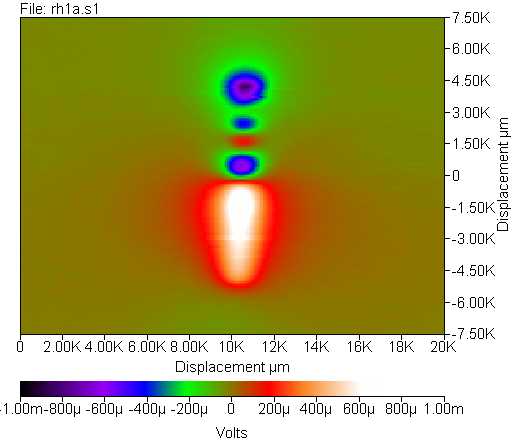 File: rh1a.s1
7.50K
6.00K
4.50K
3.00K
1.50K
0
-1.50K
-3.00K
-4.50K
-6.00K
-7.50K
Displacement µm
0 2.00K 4.00K 6.00K 8.00K 10K 12K 14K 16K 18K 20K
Displacement µm
-1.00m -800µ -600µ -400µ -200µ 0 200µ 400µ 600µ 800µ 1.00m
Volts